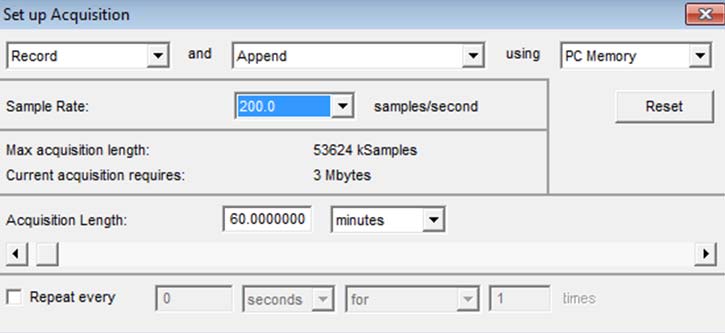 Set up Acquisition
Record and Append using PC Memory
Sample Rate: 200.0 samples/second Reset
Max acquisition length: 53624 kSamples
Current acquisition requires: 3 Mbytes
Acquisition Length: 60.0000000 minutes
Repeat every 0 seconds for 1 times